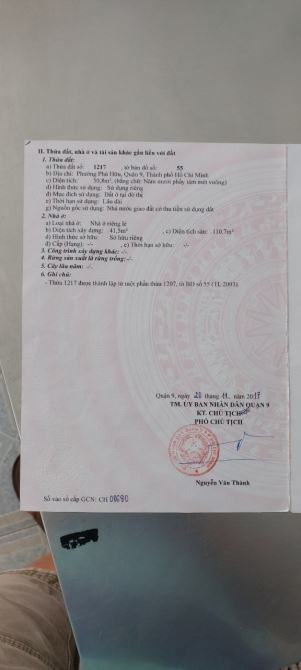 II. Thửa đất, nhà ở và tài sản khác gắn liền với đất
1. Thửa đất:
a) Thửa đất số: 1217 , tờ bản đồ số: 55
b) Địa chỉ: Phường Phú Hữu, Quận 9, Thành phố Hồ Chí Minh
c) Diện tích: 50,8m², (bằng chữ: Năm mươi phẩy tám mét vuông)
d) Hình thức sử dụng: Sử dụng riêng
đ) Mục đích sử dụng: Đất ở tại đô thị
e) Thời hạn sử dụng: Lâu dài
g) Nguồn gốc sử dụng: Nhà nước giao đất có thu tiền sử dụng đất
2. Nhà ở:
a) Loại nhà ở: Nhà ở riêng lẻ
b) Diện tích xây dựng: 41,3m² , c) Diện tích sàn: 110,7m²
d) Hình thức sở hữu: Sở hữu riêng
đ) Cấp (Hạng): -/- , e) Thời hạn sở hữu: -/-
3. Công trình xây dựng khác: -/-
4. Rừng sản xuất là rừng trồng: -/-
5. Cây lâu năm: -/-
6. Ghi chú:
- Thửa 1217 được thành lập từ một phần thửa 1207, tờ BĐ số 55 (TL 2003).
Quận 9, ngày 20 tháng 11 năm 2017
TM. ỦY BAN NHÂN DÂN QUẬN 9
KT. CHỦ TỊCH
PHÓ CHỦ TỊCH
Nguyễn Văn Thành
Số vào sổ cấp GCN: CH